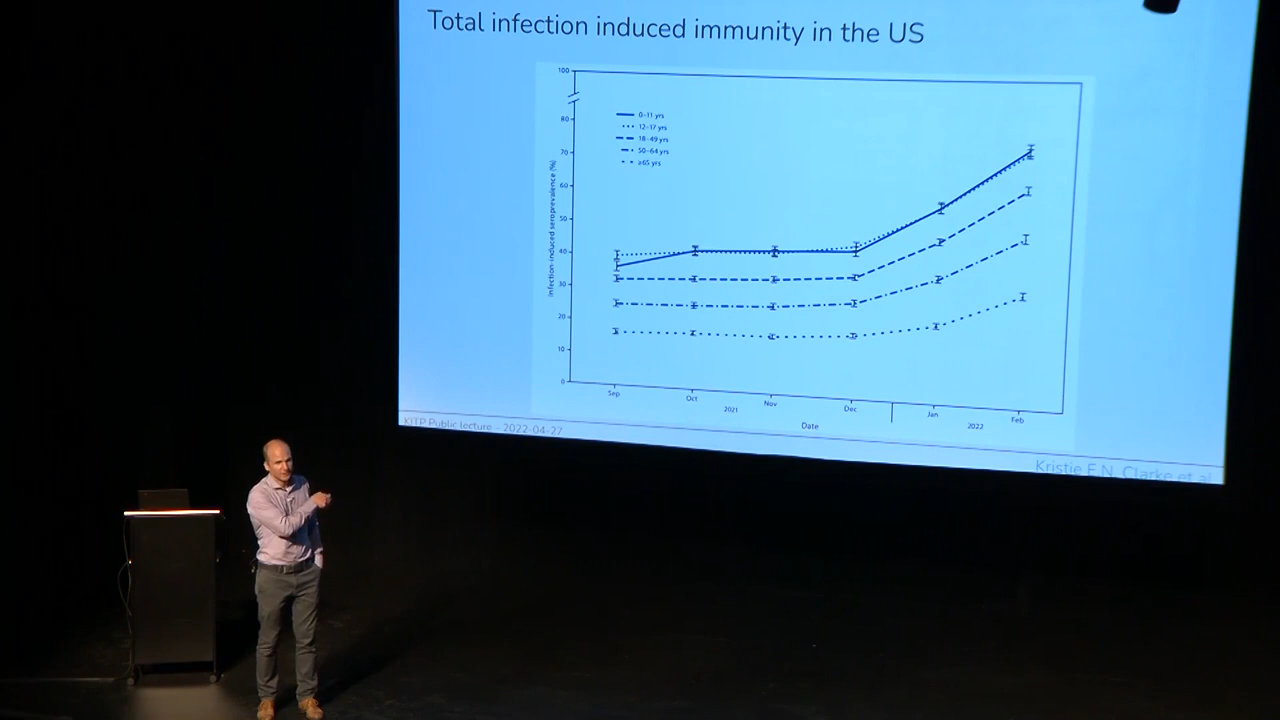 Total infection induced immunity in the US
100
80
70
60
50
40
30
20
10
0
Infection-induced seroprevalence (%)
0–11 yrs
12–17 yrs
18–49 yrs
50–64 yrs
≥65 yrs
Sep
Oct
Nov
Dec
Jan
Feb
2021
2022
Date
KITP Public lecture – 2022-04-27
Kristie E N. Clarke et al